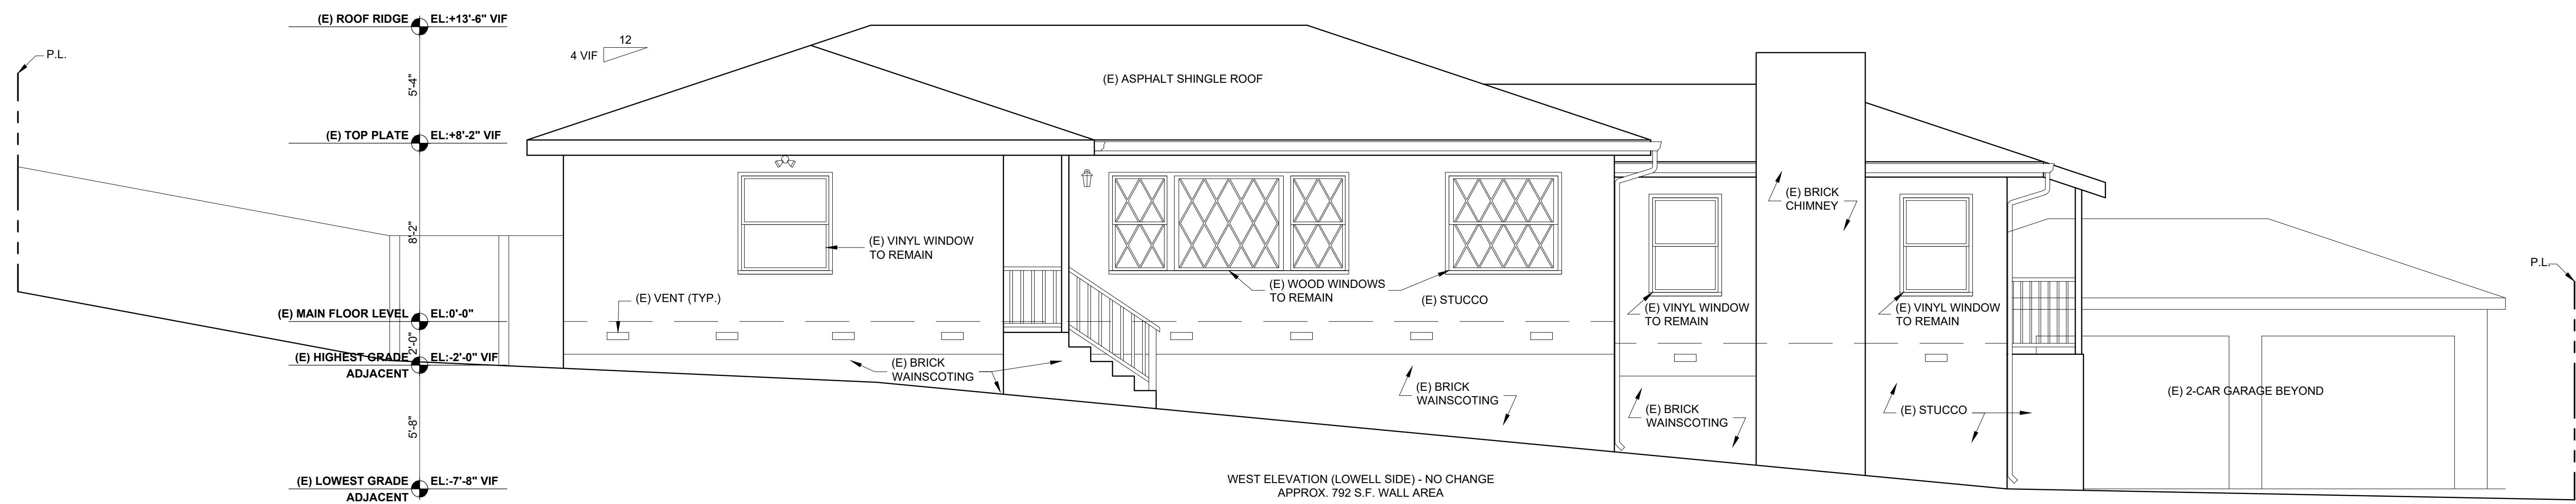 (E) ROOF RIDGE EL:+13'-6" VIF
P.L.
12
4 VIF
5'-4"
(E) ASPHALT SHINGLE ROOF
(E) TOP PLATE EL:+8'-2" VIF
(E) BRICK
CHIMNEY
8'-2"
(E) VINYL WINDOW
TO REMAIN
P.L.
(E) WOOD WINDOWS
TO REMAIN
(E) VENT (TYP.)
(E) STUCCO
(E) VINYL WINDOW
TO REMAIN
(E) VINYL WINDOW
TO REMAIN
(E) MAIN FLOOR LEVEL EL:0'-0"
2'-0"
(E) HIGHEST GRADE EL:-2'-0" VIF
ADJACENT
(E) BRICK
WAINSCOTING
(E) BRICK
WAINSCOTING
(E) BRICK
WAINSCOTING
(E) STUCCO
(E) 2-CAR GARAGE BEYOND
5'-8"
(E) LOWEST GRADE EL:-7'-8" VIF
ADJACENT
WEST ELEVATION (LOWELL SIDE) - NO CHANGE
APPROX. 792 S.F. WALL AREA